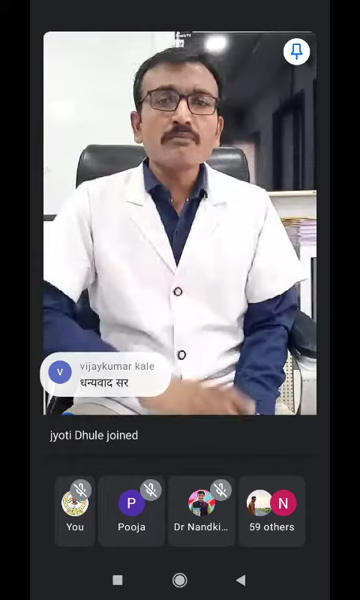 vijaykumar kale
V
धन्यवाद सर
jyoti Dhule joined
P
N
You
Pooja
Dr Nandki...
59 others